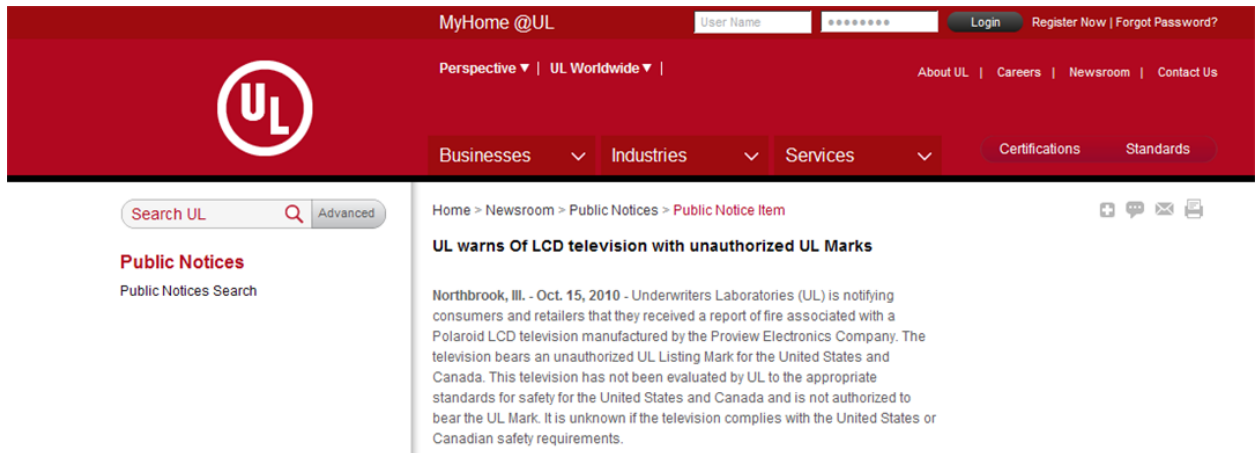 MyHome @UL
User Name
Login
Register Now | Forgot Password?
Perspective ▼ | UL Worldwide ▼ |
About UL | Careers | Newsroom | Contact Us
UL
Businesses
Industries
Services
Certifications
Standards
Search UL
Advanced
Home > Newsroom > Public Notices > Public Notice Item
UL warns Of LCD television with unauthorized UL Marks
Public Notices
Public Notices Search
Northbrook, Ill. - Oct. 15, 2010 - Underwriters Laboratories (UL) is notifying
consumers and retailers that they received a report of fire associated with a
Polaroid LCD television manufactured by the Proview Electronics Company. The
television bears an unauthorized UL Listing Mark for the United States and
Canada. This television has not been evaluated by UL to the appropriate
standards for safety for the United States and Canada and is not authorized to
bear the UL Mark. It is unknown if the television complies with the United States or
Canadian safety requirements.